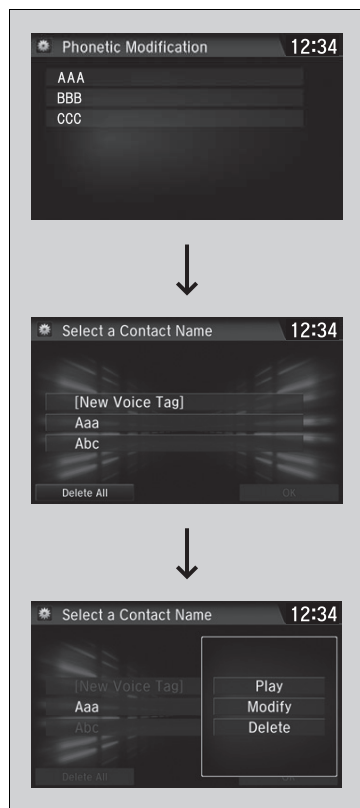 Phonetic Modification 12:34
AAA
BBB
CCC
Select a Contact Name 12:34
[New Voice Tag]
Aaa
Abc
Delete All OK
Select a Contact Name 12:34
[New Voice Tag] Play
Aaa Modify
Abc Delete
Delete All OK